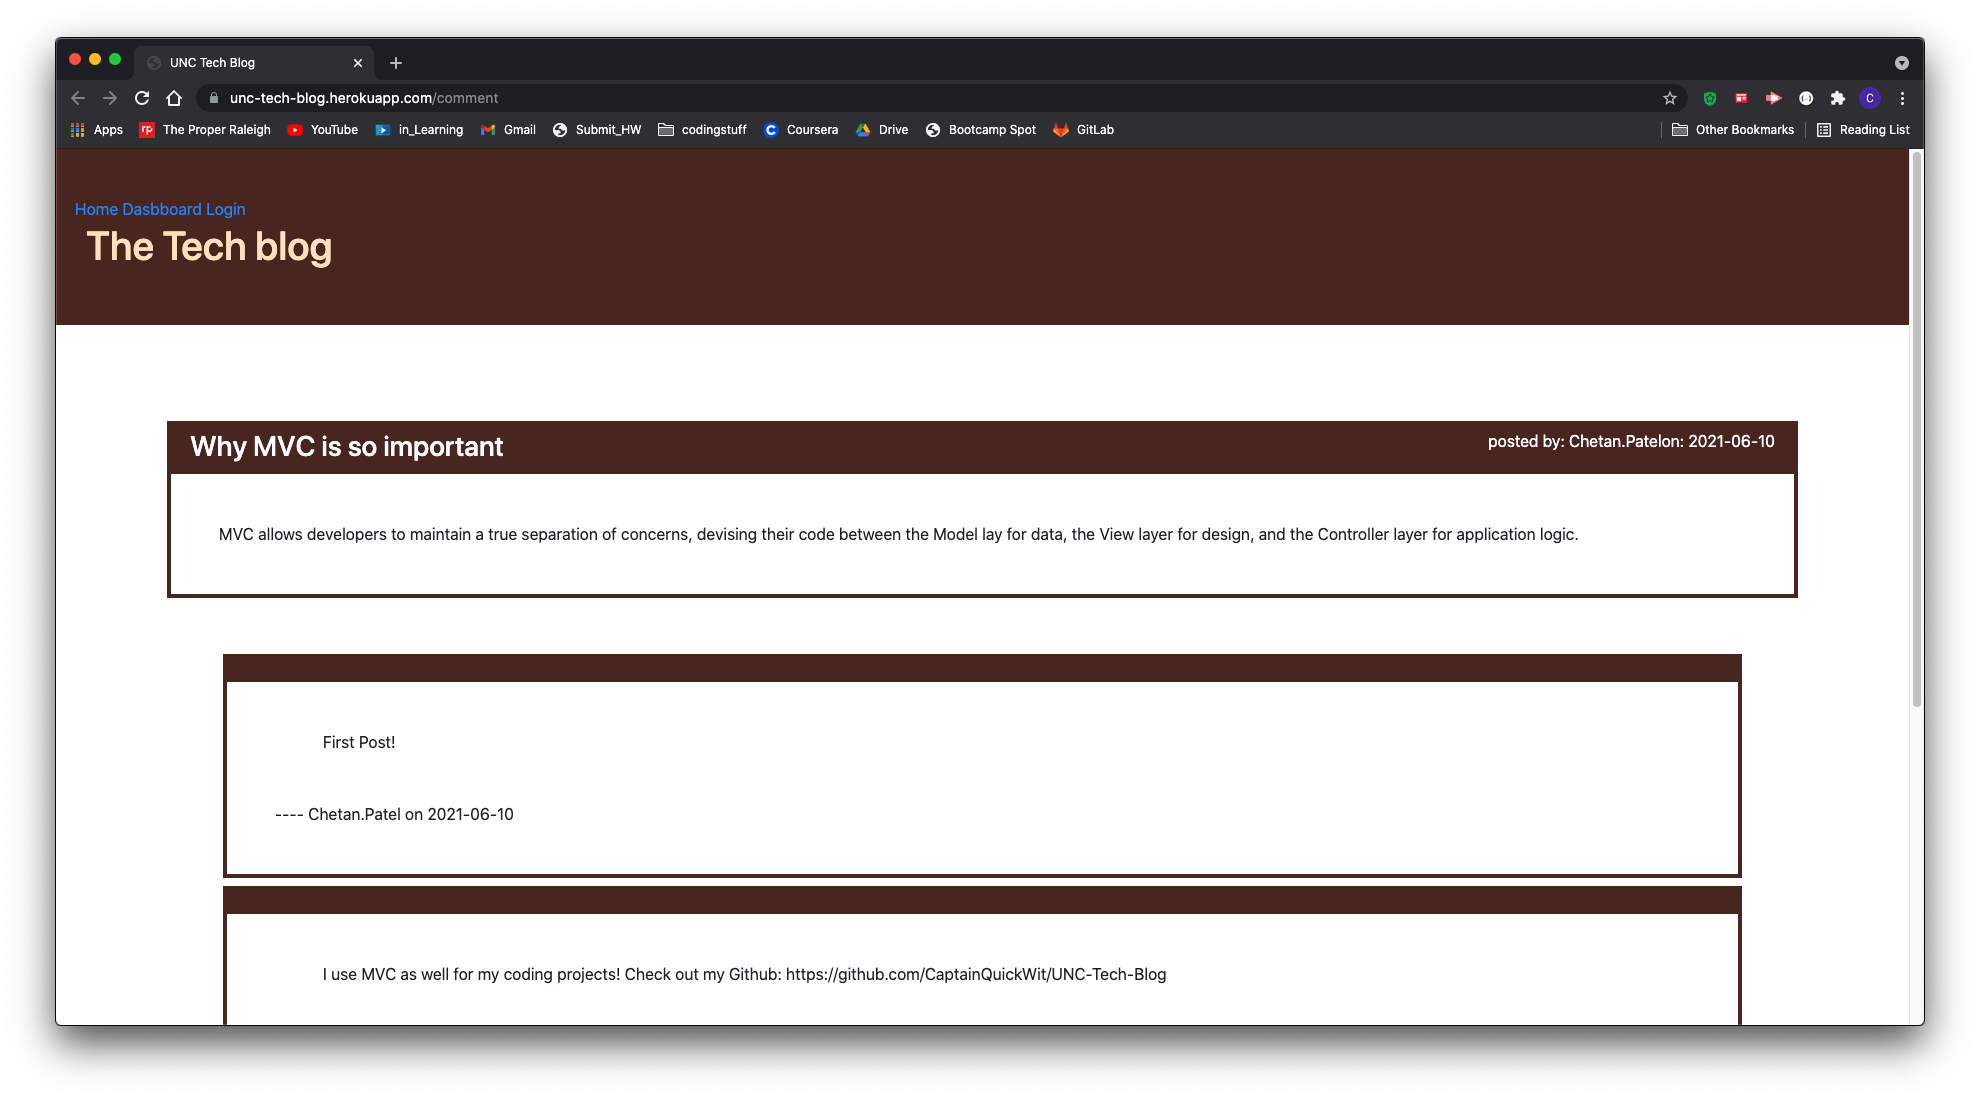 UNC Tech Blog
unc-tech-blog.herokuapp.com/comment
C
Apps rp The Proper Raleigh YouTube in_Learning Gmail Submit_HW codingstuff C Coursera Drive Bootcamp Spot GitLab Other Bookmarks Reading List
Home Dasbboard Login
The Tech blog
Why MVC is so important posted by: Chetan.Patelon: 2021-06-10
MVC allows developers to maintain a true separation of concerns, devising their code between the Model lay for data, the View layer for design, and the Controller layer for application logic.
First Post!
---- Chetan.Patel on 2021-06-10
I use MVC as well for my coding projects! Check out my Github: https://github.com/CaptainQuickWit/UNC-Tech-Blog